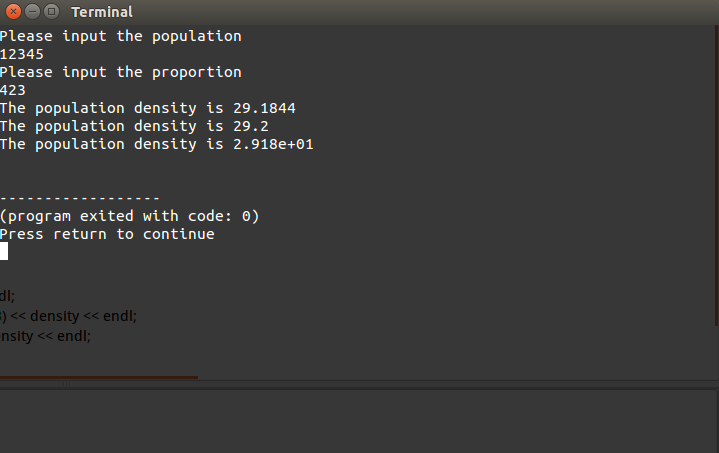 Terminal
Please input the population
12345
Please input the proportion
423
The population density is 29.1844
The population density is 29.2
The population density is 2.918e+01
------------------
(program exited with code: 0)
Press return to continue
dl;
) << density << endl;
nsity << endl;